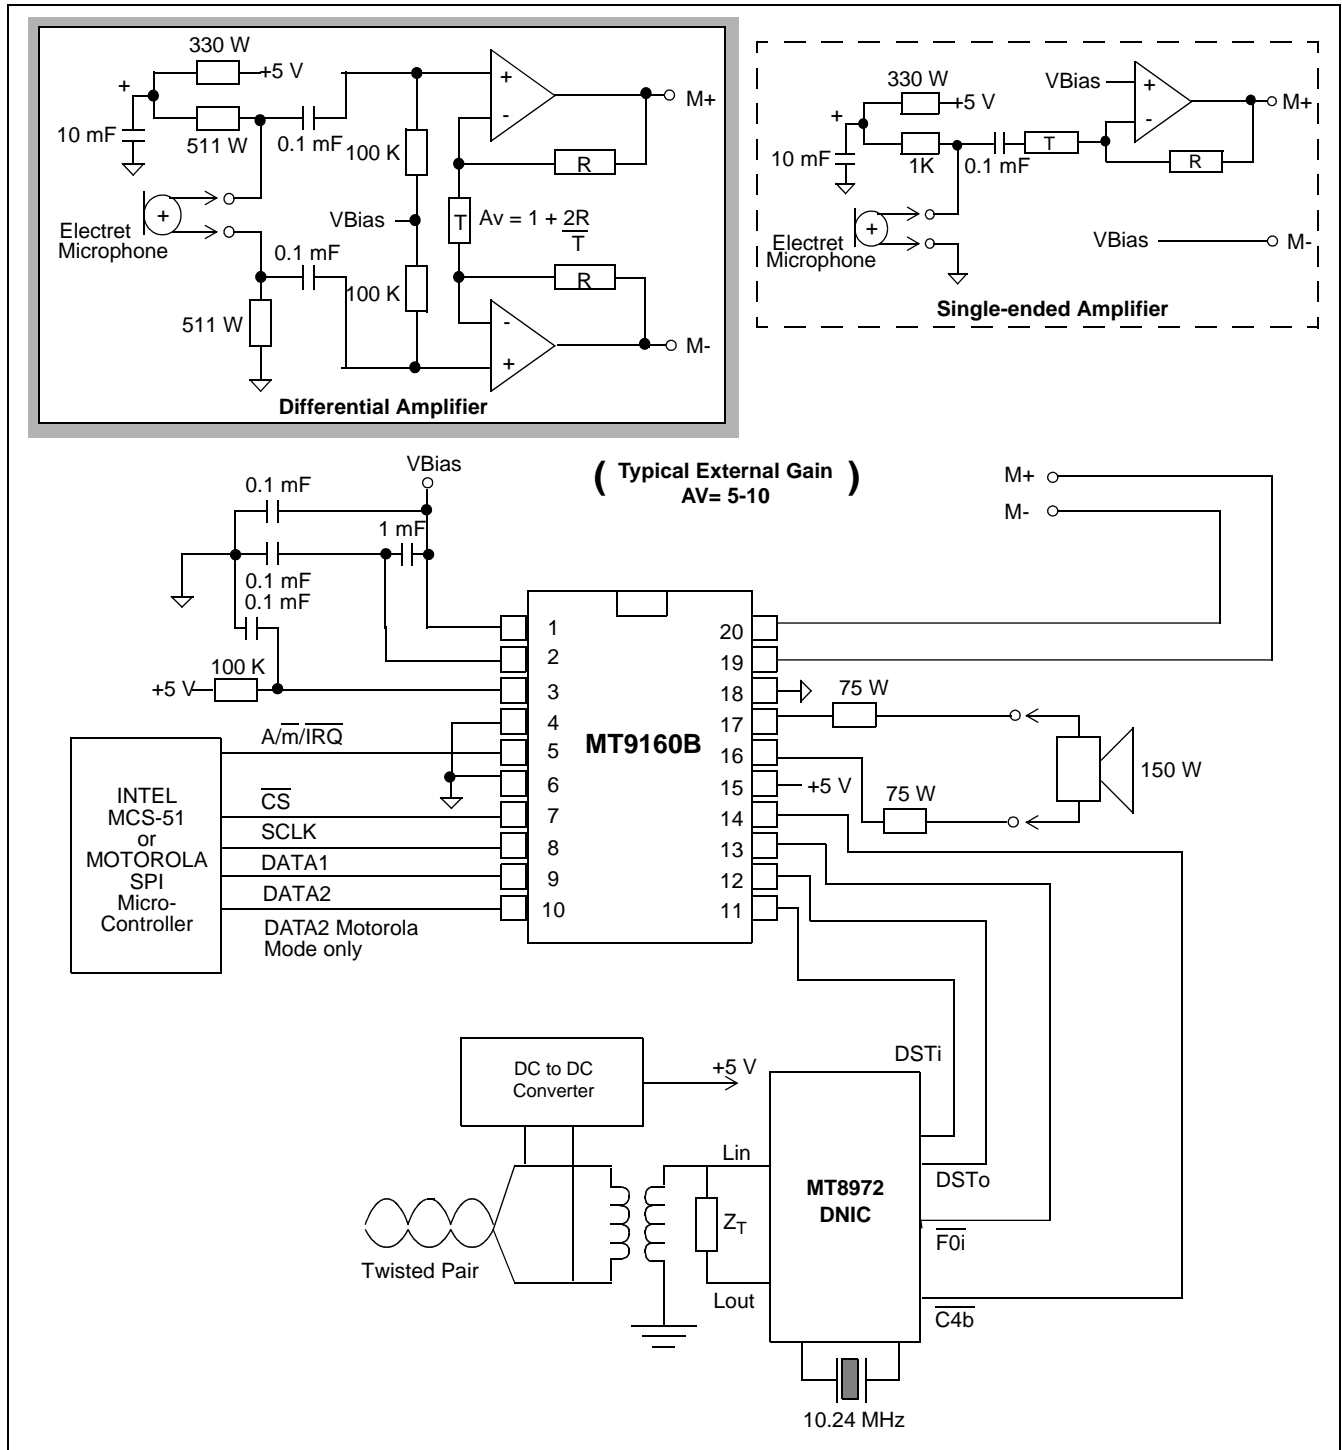 330 W
+5 V
+
10 mF
511 W
0.1 mF
100 K
+
-
M+
R
Electret
Microphone
+
VBias
T
Av = 1 + 2R
T
0.1 mF
100 K
R
511 W
-
+
M-
Differential Amplifier
330 W
+5 V
VBias
+
-
M+
+
10 mF
1K
0.1 mF
T
R
Electret
Microphone
+
VBias
M-
Single-ended Amplifier
VBias
0.1 mF
1 mF
0.1 mF
0.1 mF
100 K
+5 V
( Typical External Gain )
AV= 5-10
M+
M-
MT9160B
1
2
3
4
5
6
7
8
9
10
20
19
18
17
16
15
14
13
12
11
75 W
+5 V
75 W
150 W
INTEL
MCS-51
or
MOTOROLA
SPI
Micro-
Controller
A/m̅/I̅R̅Q̅
C̅S̅
SCLK
DATA1
DATA2
DATA2 Motorola
Mode only
DC to DC
Converter
+5 V
DSTi
Lin
MT8972
DNIC
DSTo
ZT
F̅0̅i̅
Twisted Pair
Lout
C̅4̅b̅
10.24 MHz